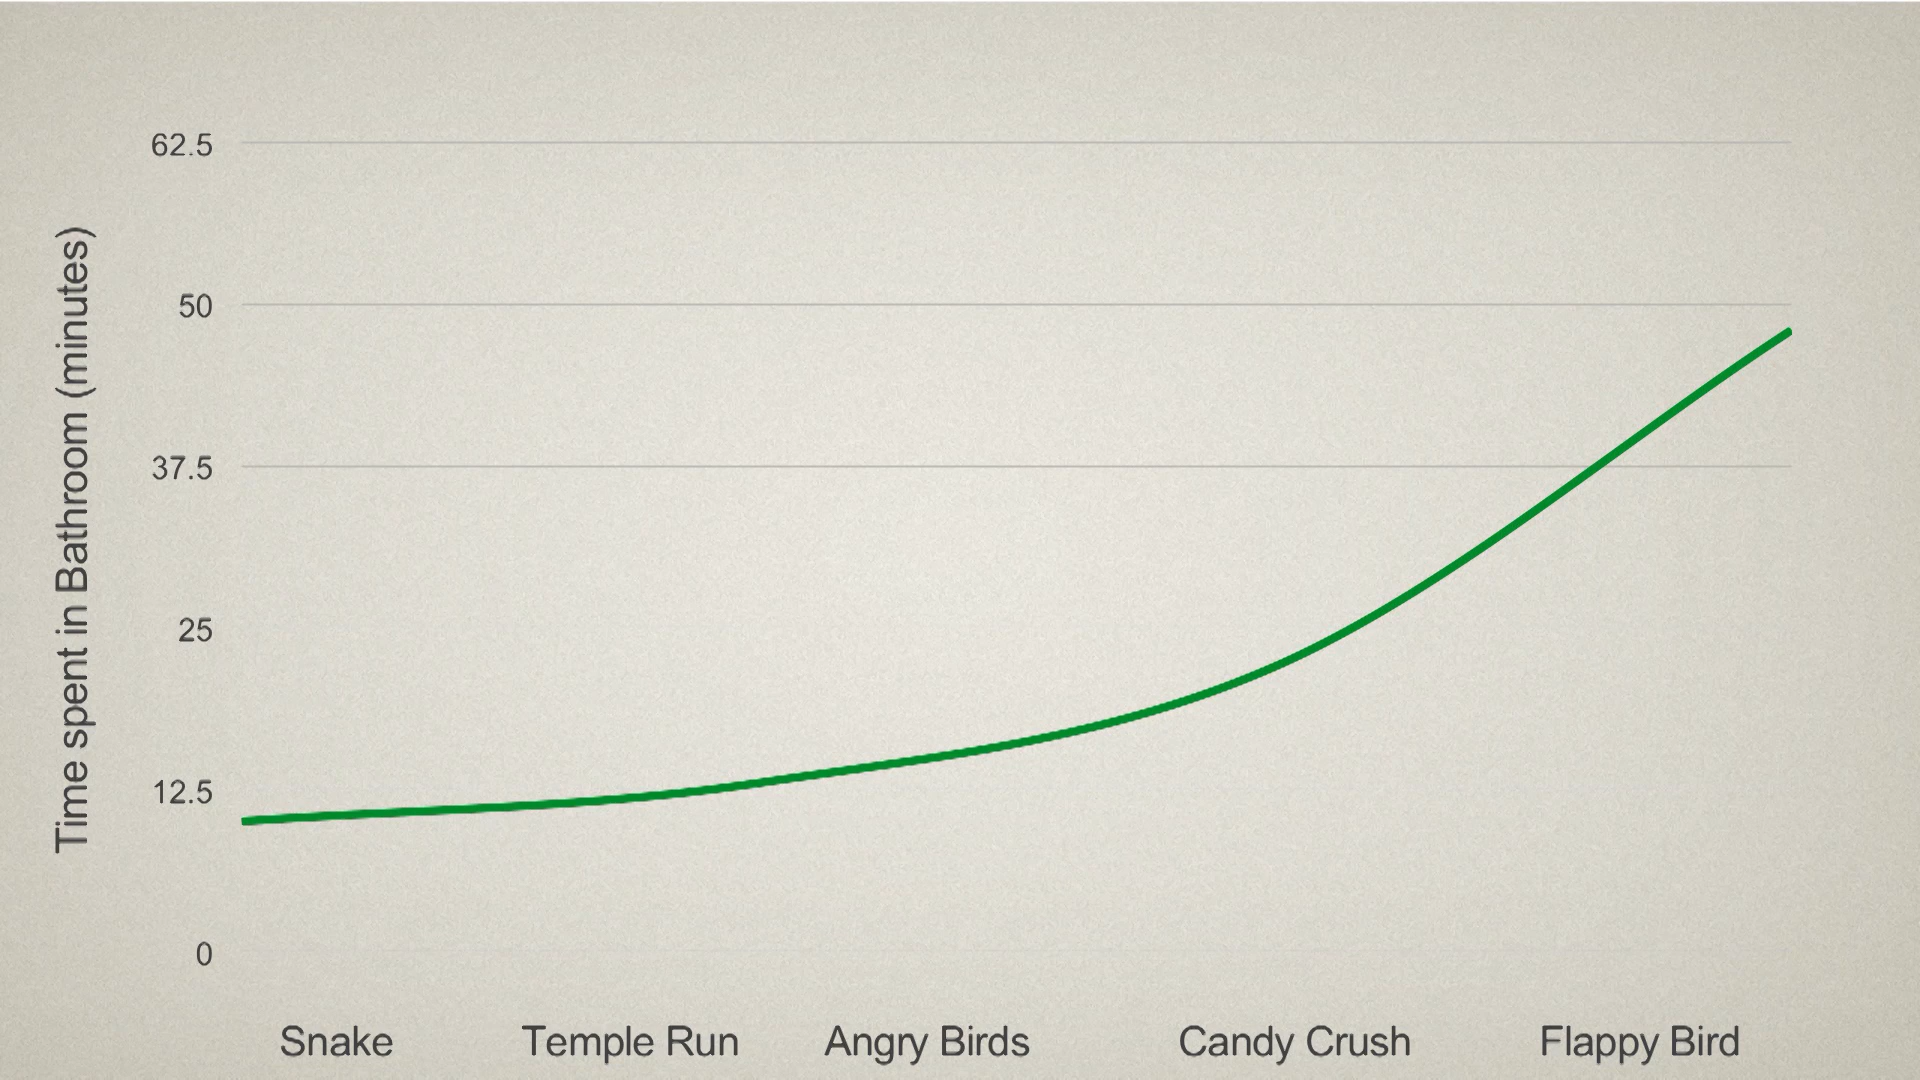 Time spent in Bathroom (minutes)
62.5
50
37.5
25
12.5
0
Snake
Temple Run
Angry Birds
Candy Crush
Flappy Bird